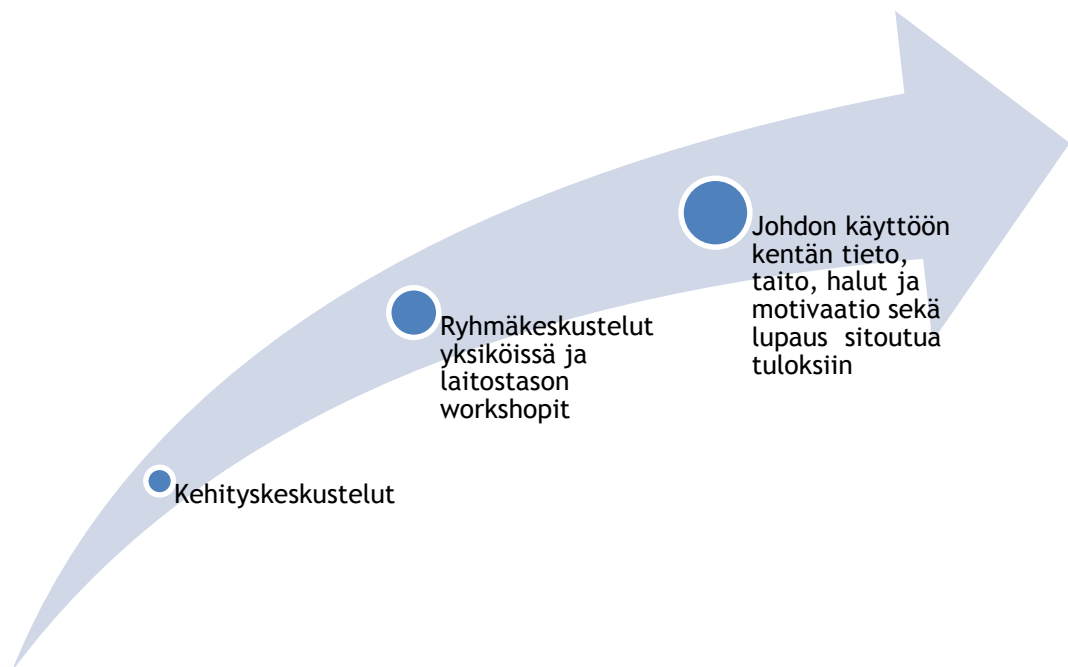 Kehityskeskustelut
Ryhmäkeskustelut
yksiköissä ja
laitostason
workshopit
Johdon käyttöön
kentän tieto,
taito, halut ja
motivaatio sekä
lupaus  sitoutua
tuloksiin